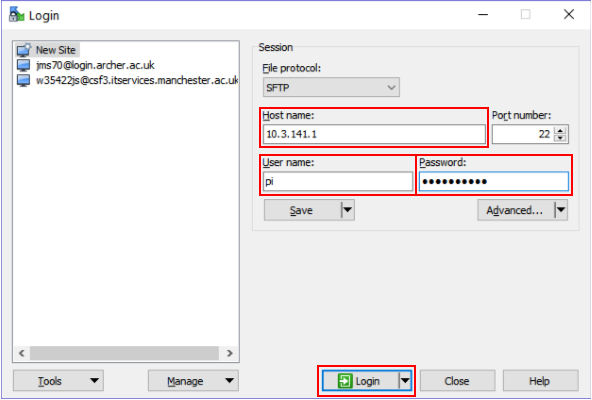 Login
New Site
jms70@login.archer.ac.uk
w35422js@csf3.itservices.manchester.ac.uk
Session
File protocol:
SFTP
Host name:
Port number:
10.3.141.1
22
User name:
Password:
pi
••••••••••
Save
Advanced...
Tools
Manage
Login
Close
Help